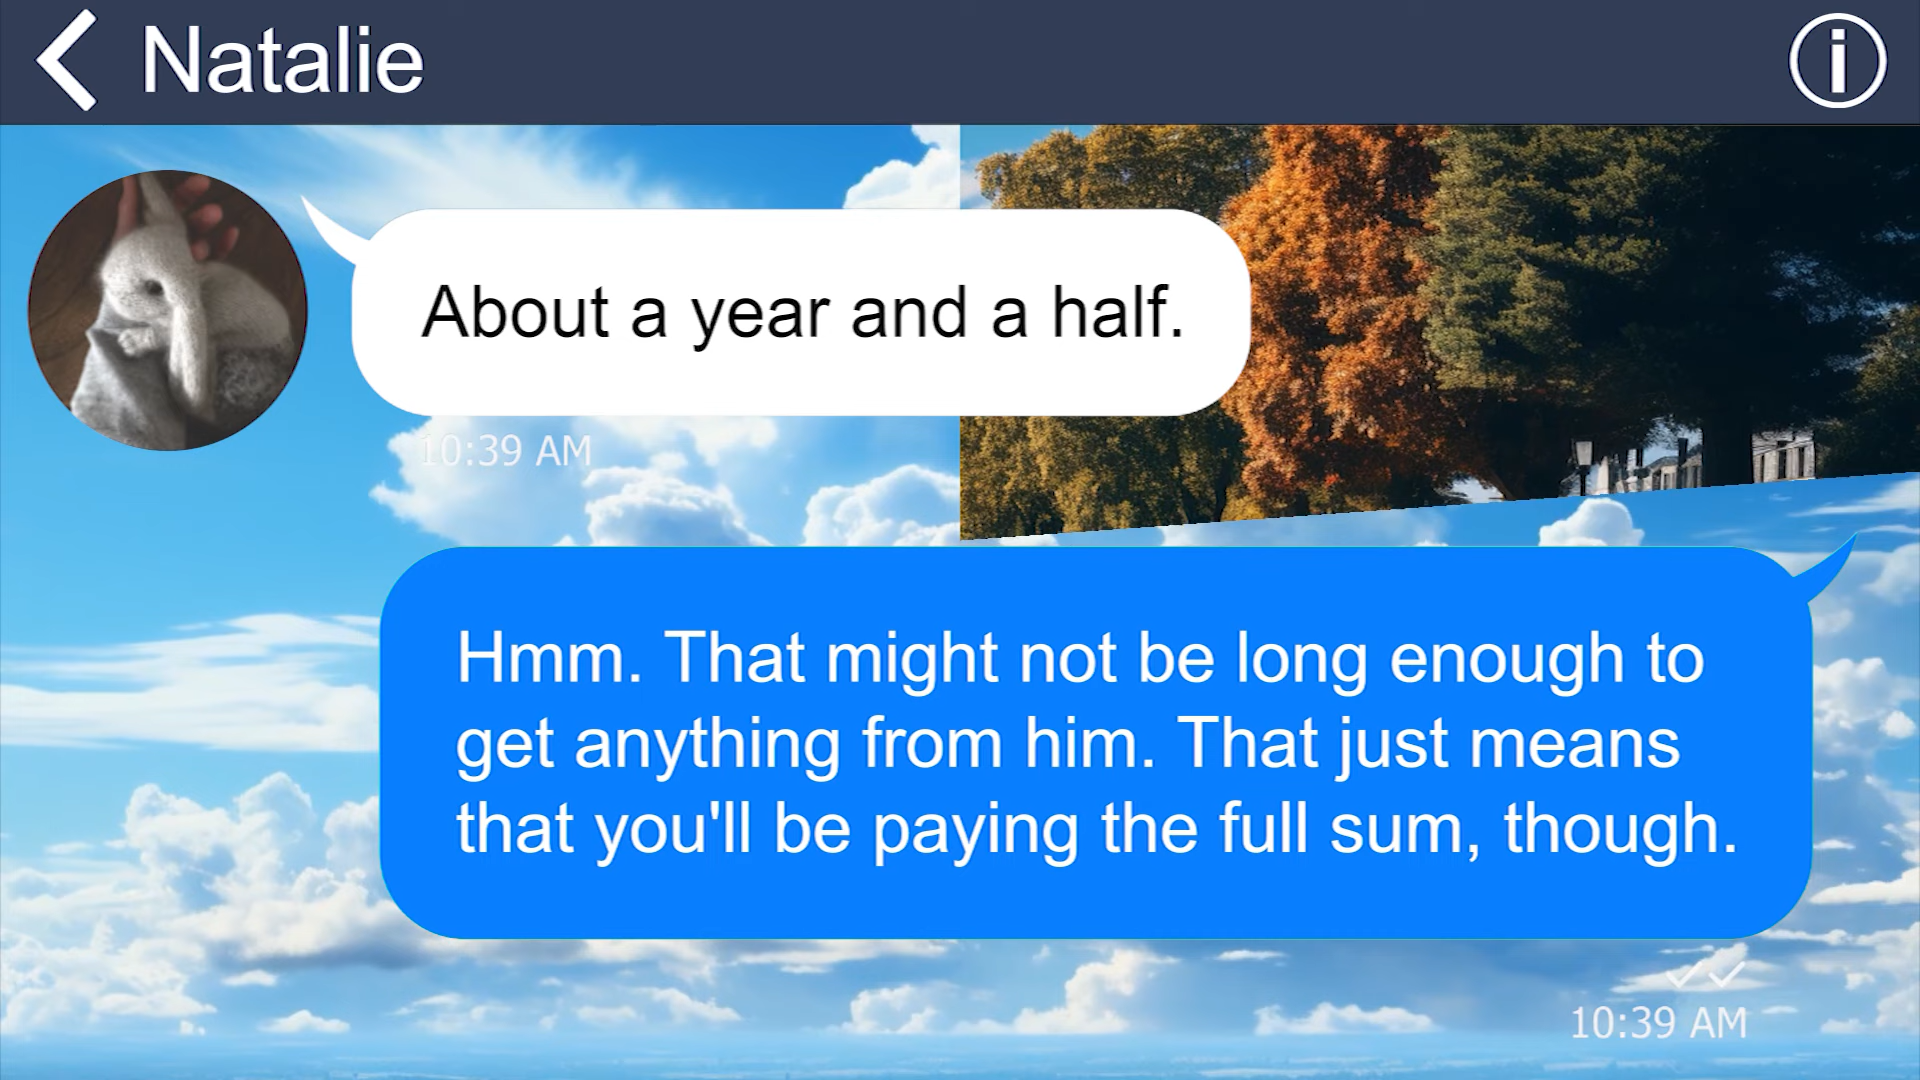 Natalie
About a year and a half.
10:39 AM
Hmm. That might not be long enough to
get anything from him. That just means
that you'll be paying the full sum, though.
10:39 AM